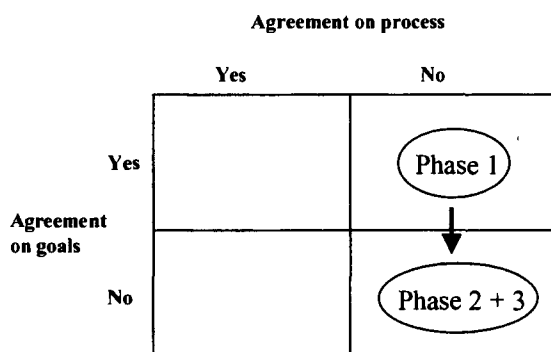 Agreement on process
Yes No
Yes
Phase 1
Agreement
on goals
No
Phase 2 + 3